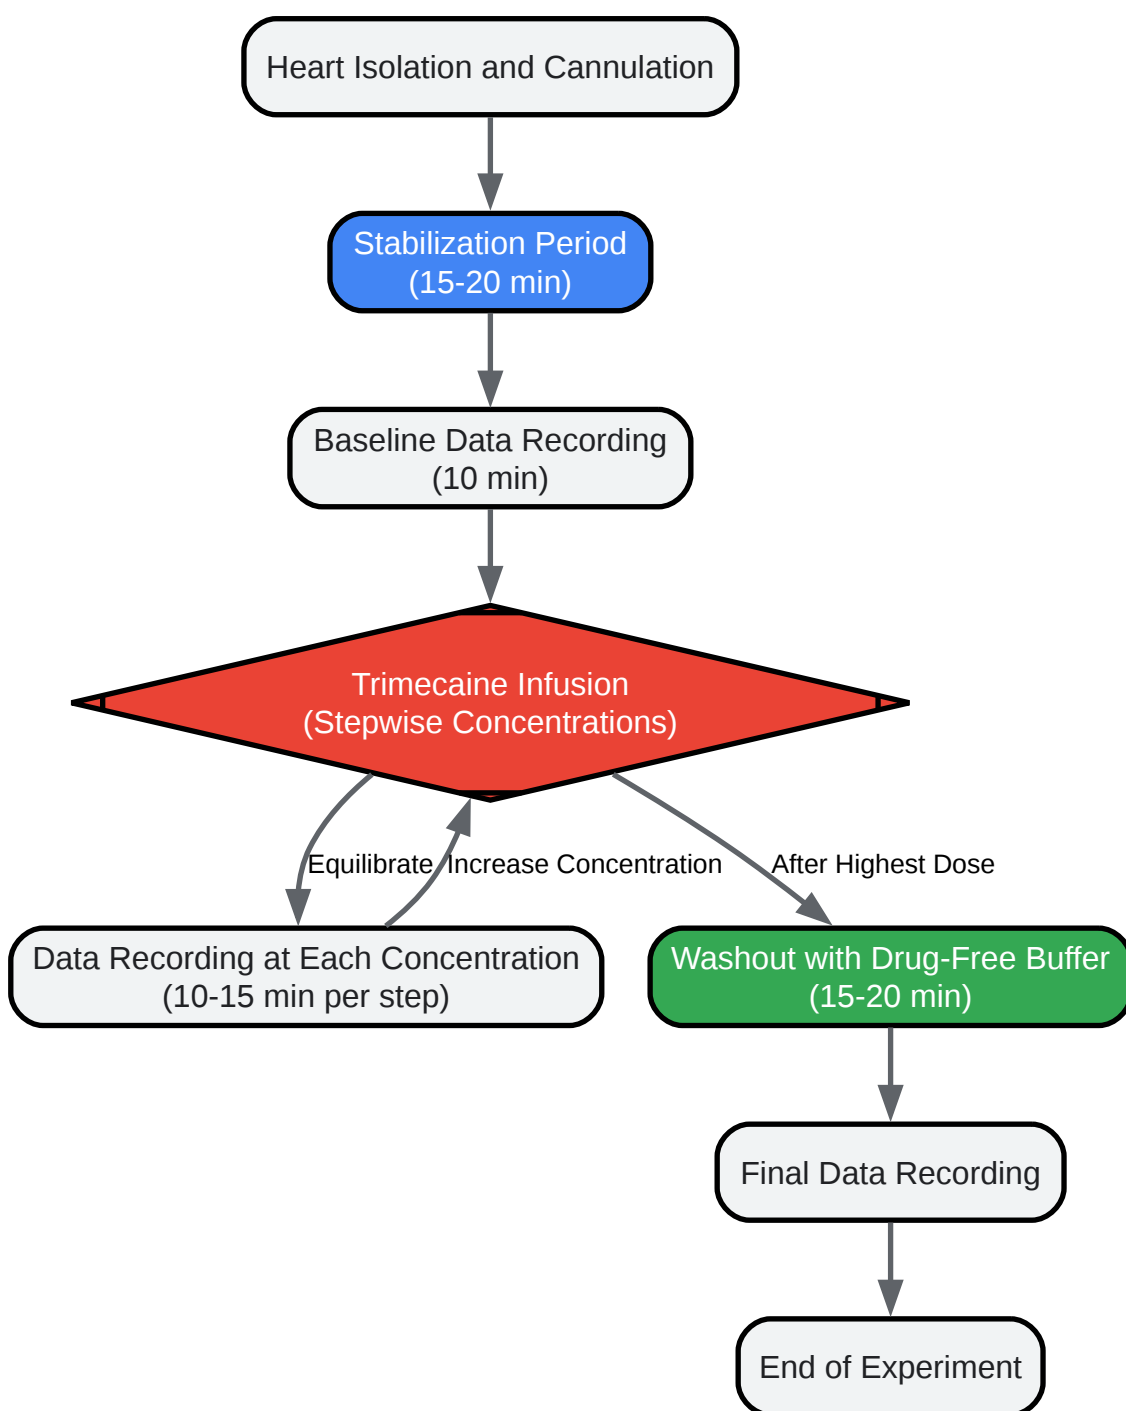 Heart Isolation and Cannulation
Stabilization Period
(15-20 min)
Baseline Data Recording
(10 min)
Trimecaine Infusion
(Stepwise Concentrations)
Equilibrate
Increase Concentration
After Highest Dose
Data Recording at Each Concentration
(10-15 min per step)
Washout with Drug-Free Buffer
(15-20 min)
Final Data Recording
End of Experiment